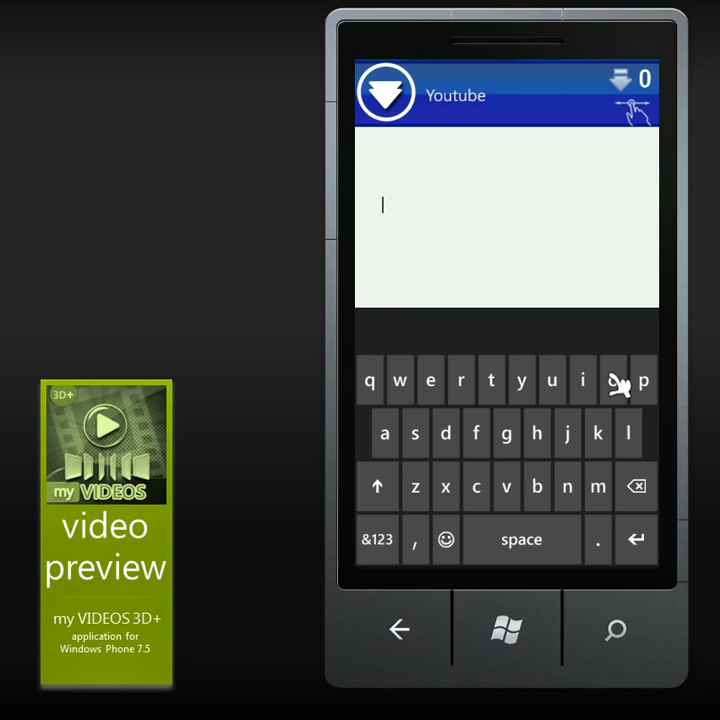 Youtube
0
q w e r t y u i o p
a s d f g h j k l
z x c v b n m
&123 , space .
3D+
my VIDEOS
video
preview
my VIDEOS 3D+
application for
Windows Phone 7.5